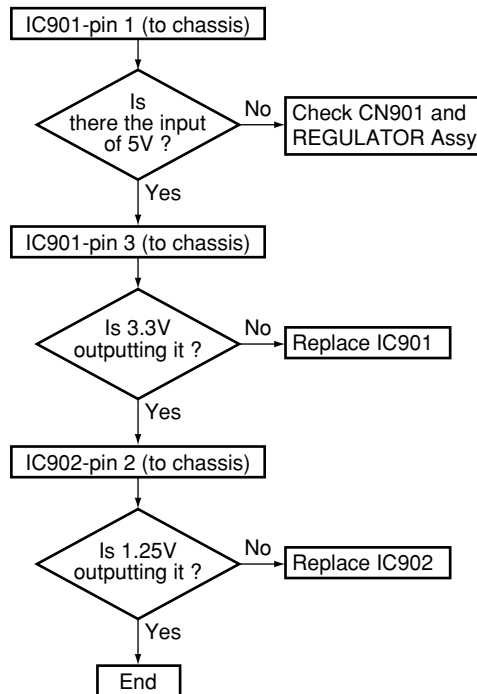 IC901-pin 1 (to chassis)
Is
there the input
of 5V ?
No
Check CN901 and
REGULATOR Assy
Yes
IC901-pin 3 (to chassis)
Is 3.3V
outputting it ?
No
Replace IC901
Yes
IC902-pin 2 (to chassis)
Is 1.25V
outputting it ?
No
Replace IC902
Yes
End